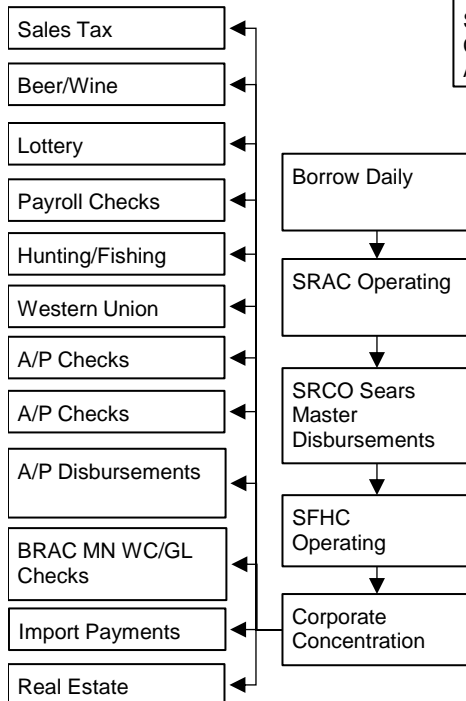 Sales Tax
Beer/Wine
Lottery
Payroll Checks
Hunting/Fishing
Western Union
A/P Checks
A/P Checks
A/P Disbursements
BRAC MN WC/GL
Checks
Import Payments
Real Estate
Borrow Daily
SRAC Operating
SRCO Sears
Master
Disbursements
SFHC
Operating
Corporate
Concentration